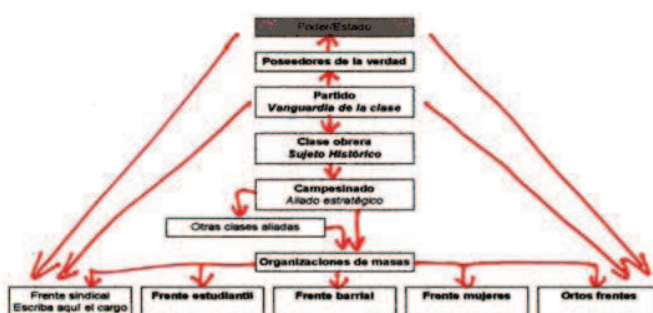 Poder/Estado
Poseedores de la verdad
Partido
Vanguardia de la clase
Clase obrera
Sujeto Histórico
Campesinado
Aliado estratégico
Otras clases aliadas
Organizaciones de masas
Frente sindical
Escriba aquí el cargo
Frente estudiantil
Frente barrial
Frente mujeres
Ortos frentes